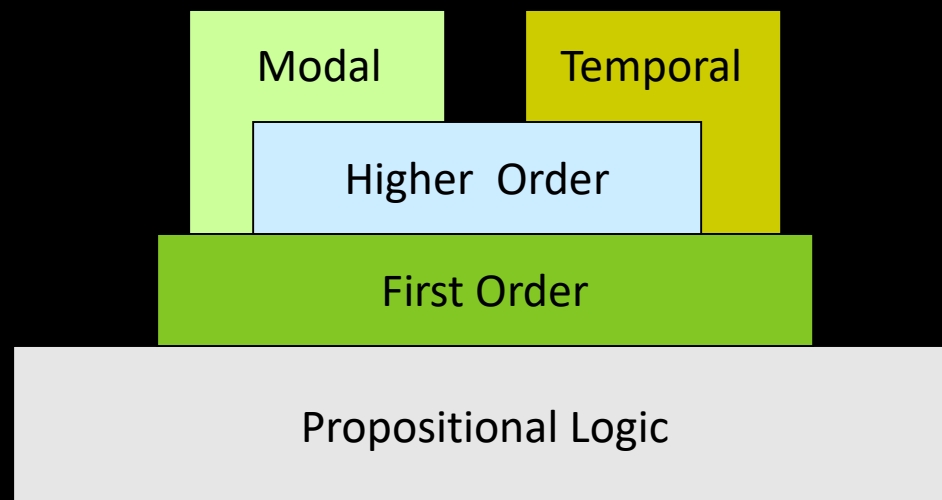 Modal
Temporal
Higher Order
First Order
Propositional Logic